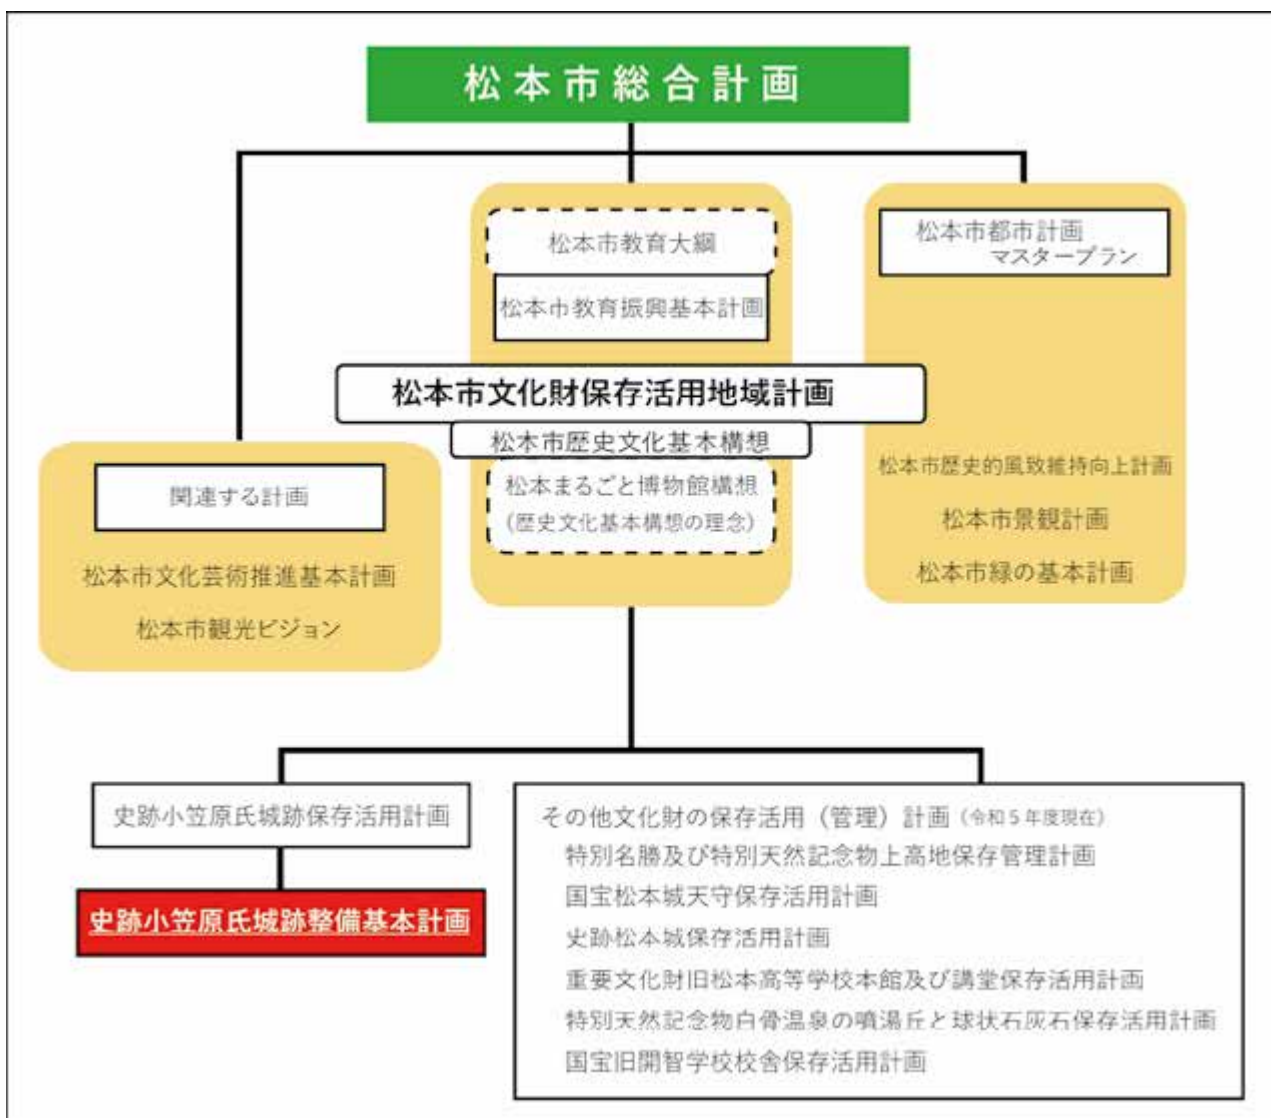 松本市総合計画
松本市教育大綱
松本市教育振興基本計画
松本市都市計画
マスタープラン
松本市文化財保存活用地域計画
松本市歴史文化基本構想
松本まるごと博物館構想
(歴史文化基本構想の理念)
関連する計画
松本市文化芸術推進基本計画
松本市観光ビジョン
松本市歴史的風致維持向上計画
松本市景観計画
松本市緑の基本計画
史跡小笠原氏城跡保存活用計画
史跡小笠原氏城跡整備基本計画
その他文化財の保存活用（管理）計画（令和５年度現在）
特別名勝及び特別天然記念物上高地保存管理計画
国宝松本城天守保存活用計画
史跡松本城保存活用計画
重要文化財旧松本高等学校本館及び講堂保存活用計画
特別天然記念物白骨温泉の噴湯丘と球状石灰石保存活用計画
国宝旧開智学校校舎保存活用計画